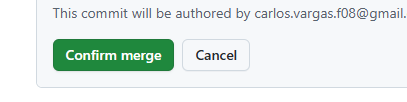 This commit will be authored by carlos.vargas.f08@gmail.
Confirm merge
Cancel